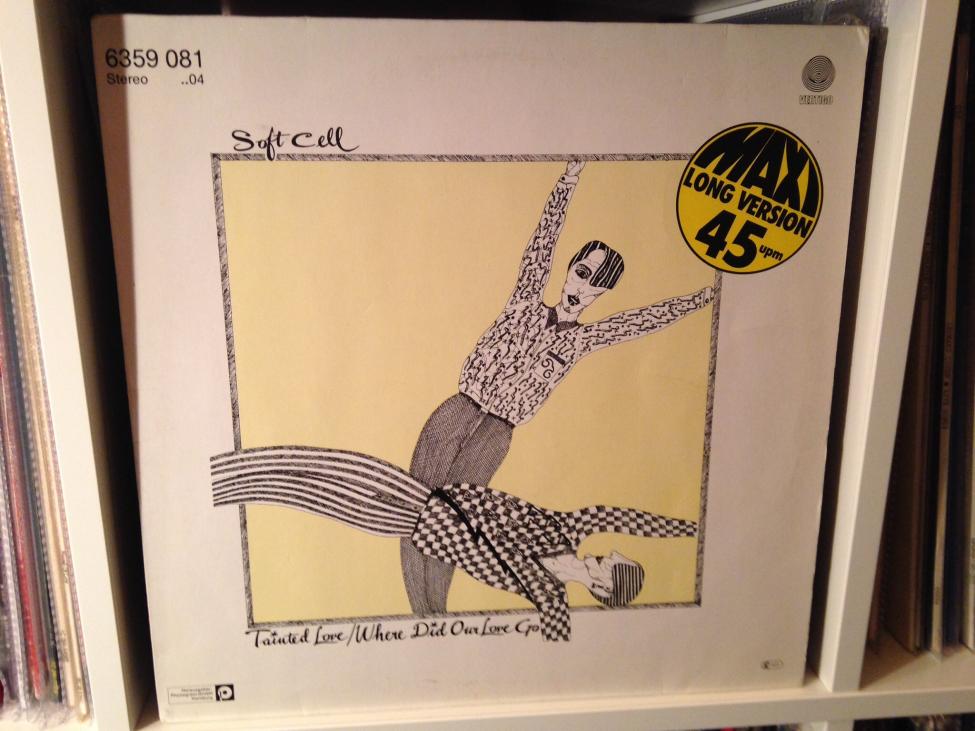 6359 081
Stereo ..04
VERTIGO
Soft Cell
MAXI
LONG VERSION
45 upm
Tainted Love/Where Did Our Love Go